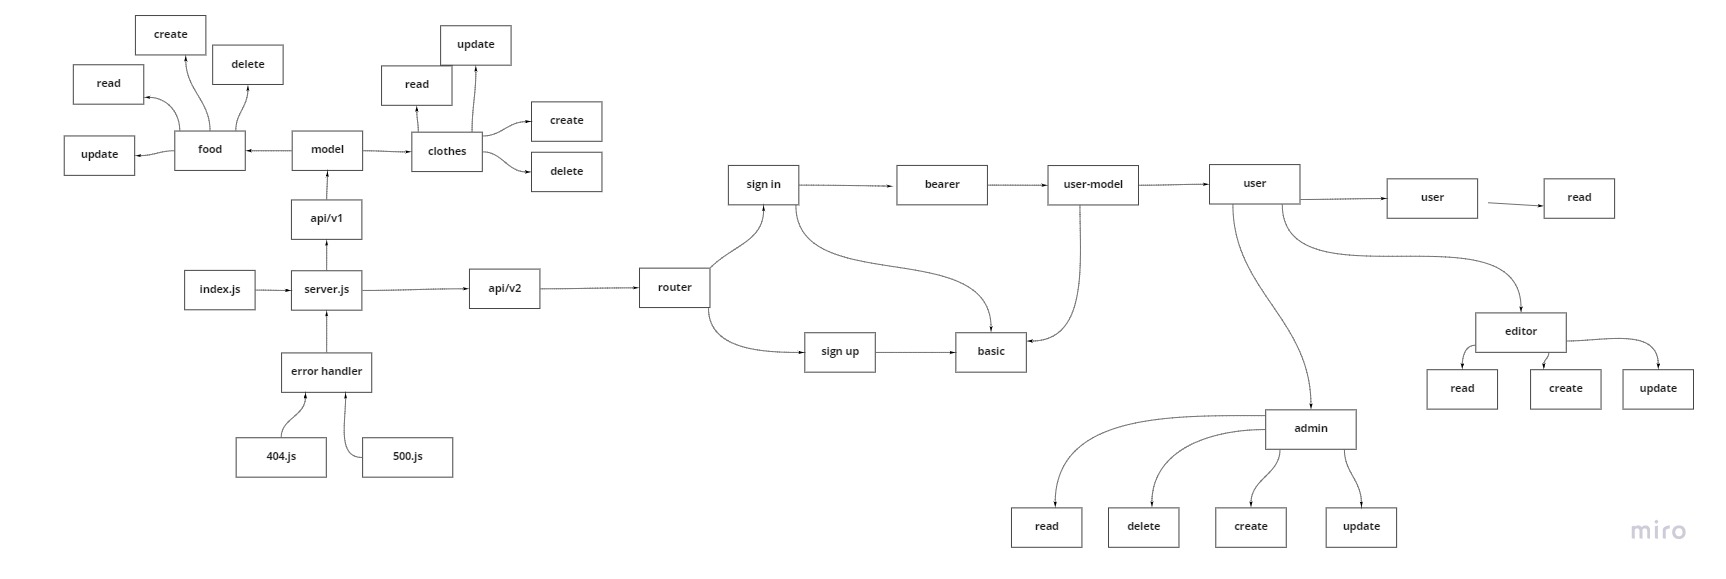 create
update
delete
read
read
create
food
model
clothes
update
delete
sign in
bearer
user-model
user
user
read
api/v1
index.js
server.js
api/v2
router
editor
sign up
basic
error handler
read
create
update
admin
404.js
500.js
read
delete
create
update
miro